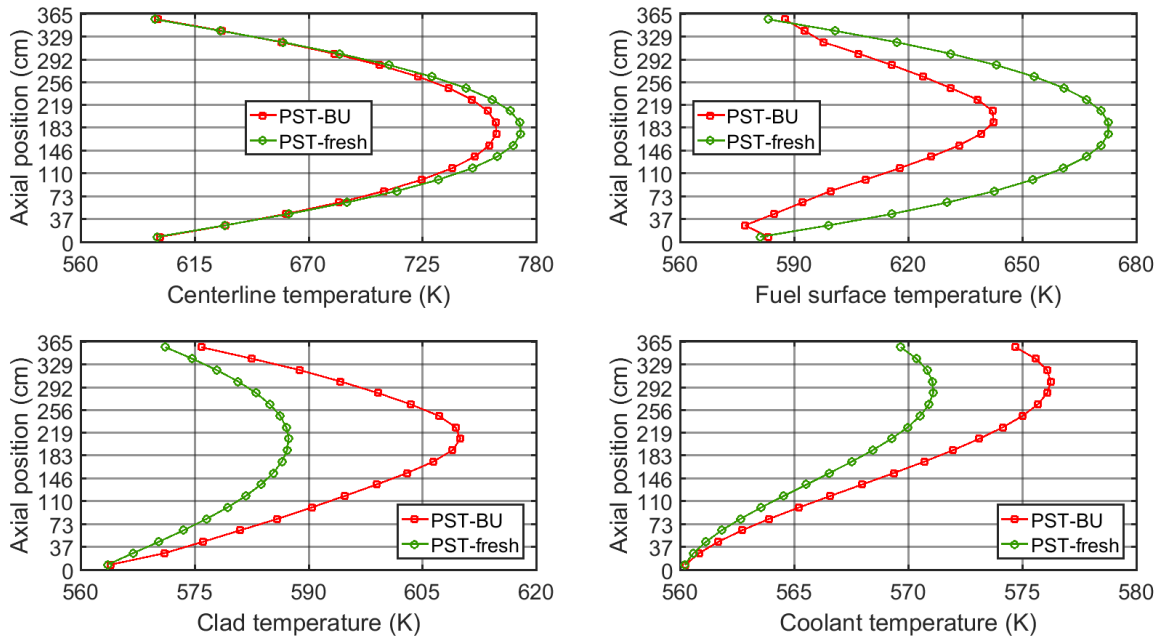 365
329
292
256
219
183
146
110
73
37
0
Axial position (cm)
PST-BU
PST-fresh
560 615 670 725 780
Centerline temperature (K)
365
329
292
256
219
183
146
110
73
37
0
Axial position (cm)
PST-BU
PST-fresh
560 590 620 650 680
Fuel surface temperature (K)
365
329
292
256
219
183
146
110
73
37
0
Axial position (cm)
PST-BU
PST-fresh
560 575 590 605 620
Clad temperature (K)
365
329
292
256
219
183
146
110
73
37
0
Axial position (cm)
PST-BU
PST-fresh
560 565 570 575 580
Coolant temperature (K)